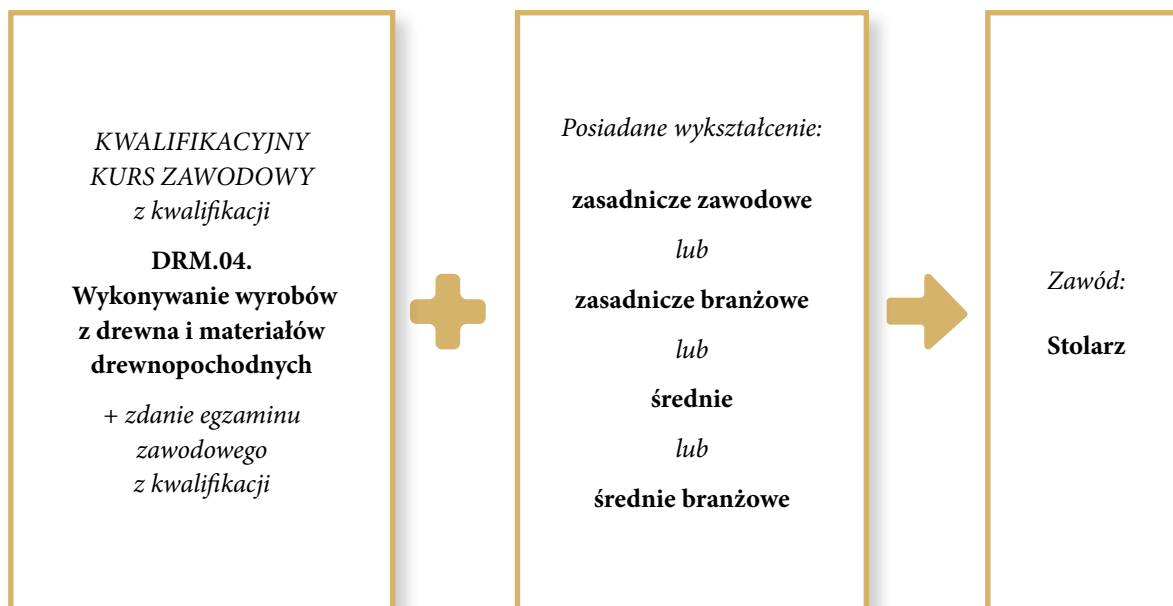 KWALIFIKACYJNY
KURS ZAWODOWY
z kwalifikacji
DRM.04.
Wykonywanie wyrobów
z drewna i materiałów
drewnopochodnych
+ zdanie egzaminu
zawodowego
z kwalifikacji
Posiadane wykształcenie:
zasadnicze zawodowe
lub
zasadnicze branżowe
lub
średnie
lub
średnie branżowe
Zawód:
Stolarz